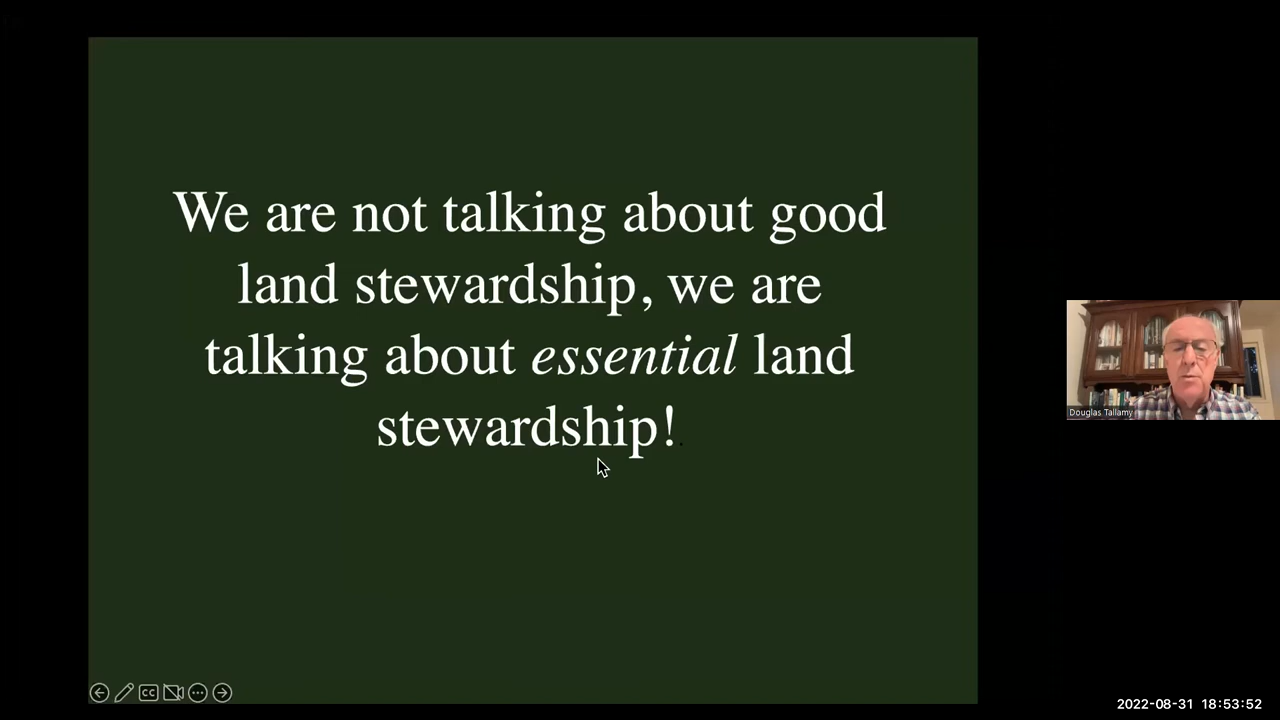 We are not talking about good
land stewardship, we are
talking about essential land
stewardship!
Douglas Tallamy
CC
2022-08-31 18:53:52